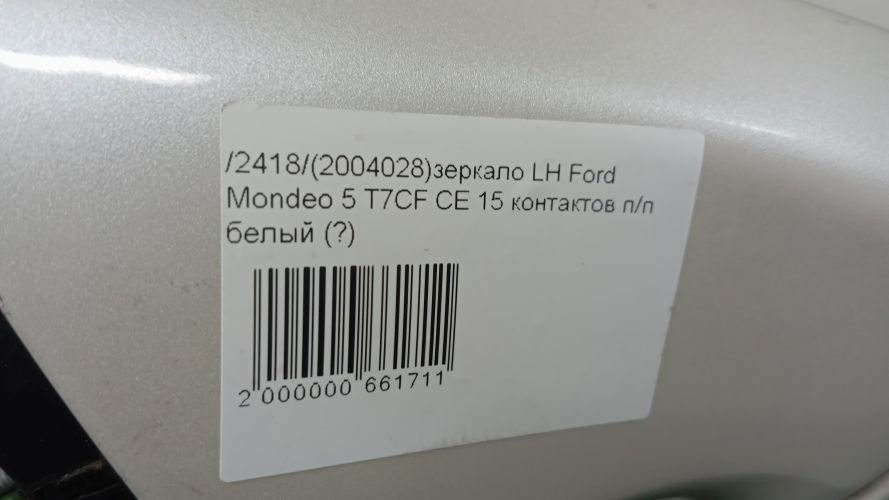 /2418/(2004028)зеркало LH Ford
Mondeo 5 T7CF CE 15 контактов п/п
белый (?)
2 000000 661711